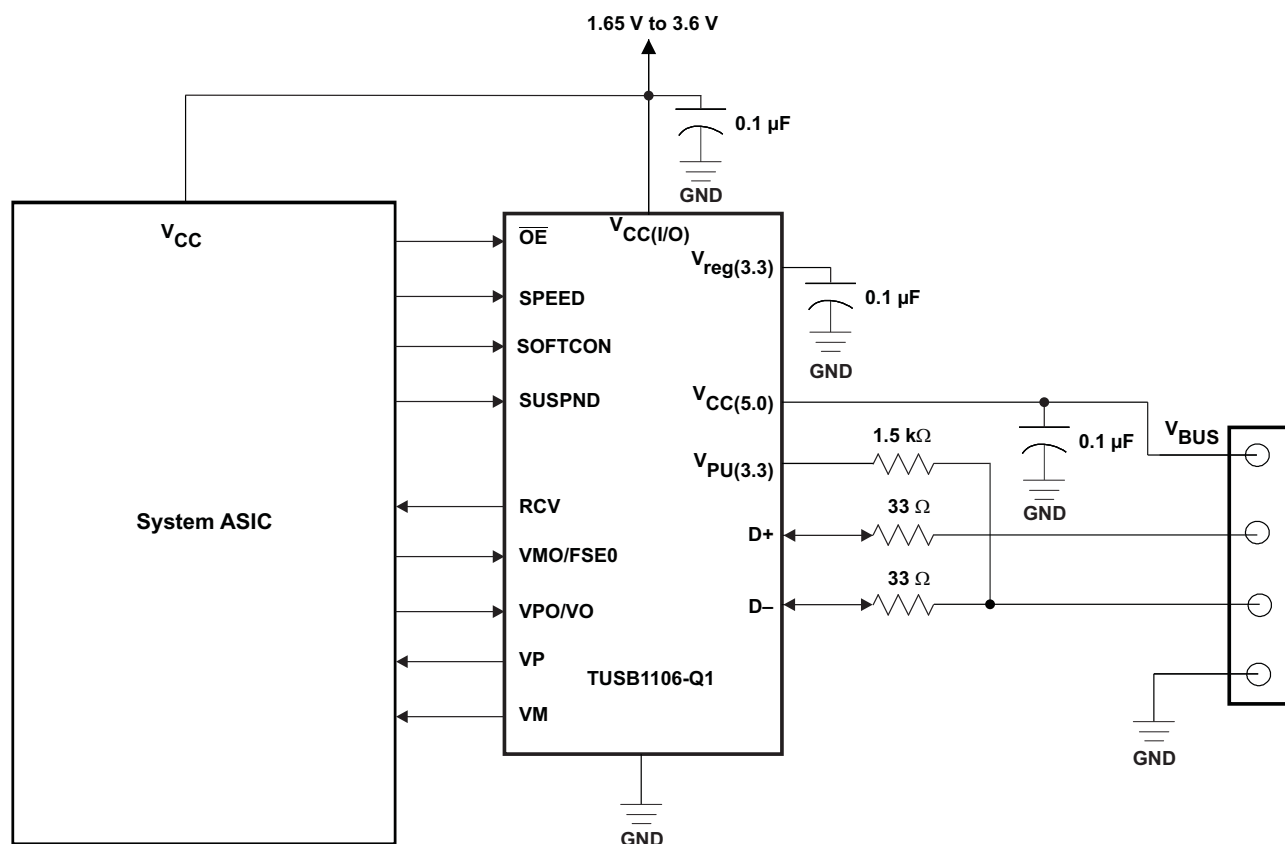 1.65 V to 3.6 V
0.1 µF
GND
VCC
OE
VCC(I/O)
Vreg(3.3)
SPEED
0.1 µF
SOFTCON
GND
SUSPND
VCC(5.0)
1.5 kΩ
0.1 µF
VBUS
VPU(3.3)
System ASIC
RCV
33 Ω
GND
D+
VMO/FSE0
33 Ω
VPO/VO
D–
VP
TUSB1106-Q1
VM
GND
GND